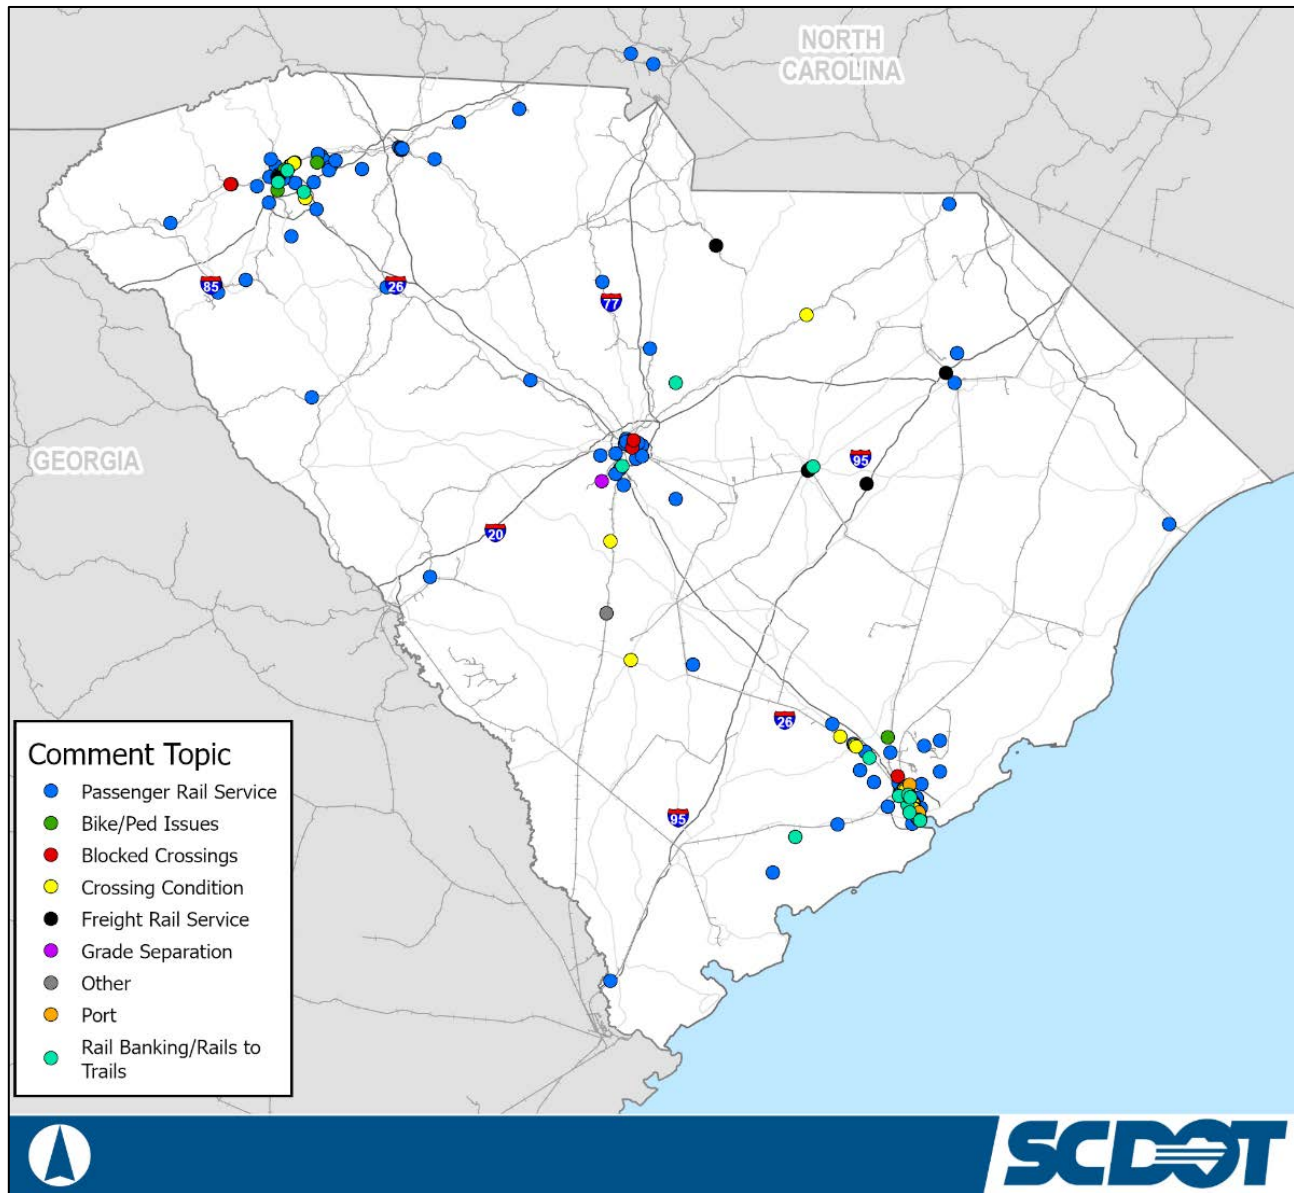 NORTH
CAROLINA
85
26
77
GEORGIA
95
20
26
95
Comment Topic
Passenger Rail Service
Bike/Ped Issues
Blocked Crossings
Crossing Condition
Freight Rail Service
Grade Separation
Other
Port
Rail Banking/Rails to
Trails
SCDOT